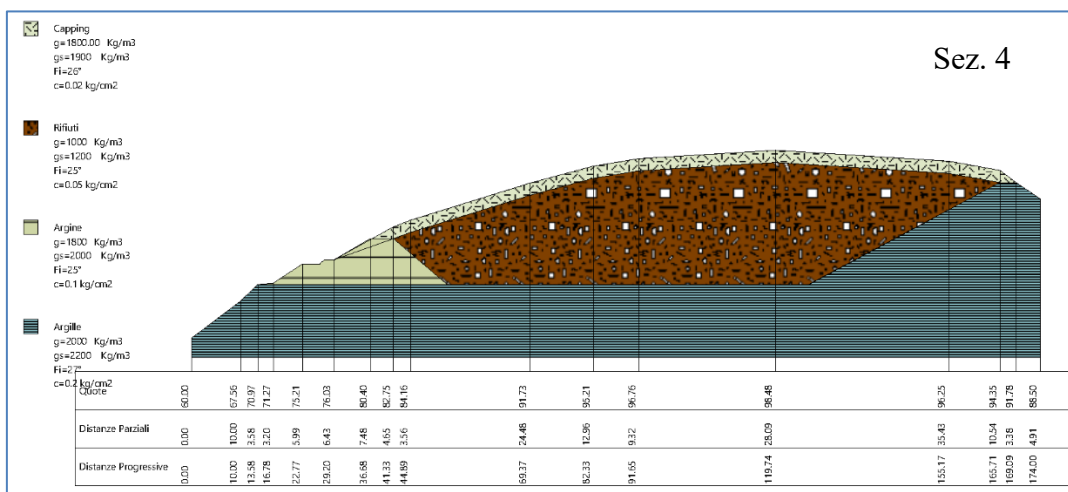 Capping
g=1800.00 Kg/m3
gs=1900 Kg/m3
Fi=26°
c=0.02 kg/cm2
Sez. 4
Rifiuti
g=1000 Kg/m3
gs=1200 Kg/m3
Fi=25°
c=0.05 kg/cm2
Argine
g=1800 Kg/m3
gs=2000 Kg/m3
Fi=25°
c=0.1 kg/cm2
Argille
g=2000 Kg/m3
gs=2200 Kg/m3
Fi=27°
c=0.2 kg/cm2
Quote 60.00 67.56 70.97 71.27 75.21 76.03 80.40 82.75 84.16 91.73 95.21 96.76 98.48 96.25 94.35 91.78 88.50
Distanze Parziali 0.00 10.00 3.58 3.20 5.99 6.43 7.48 4.65 3.56 24.48 12.96 9.32 28.09 35.43 10.54 3.38 4.91
Distanze Progressive 0.00 10.00 13.58 16.78 22.77 29.20 36.68 41.33 44.89 69.37 82.33 91.65 119.74 155.17 165.71 169.09 174.00